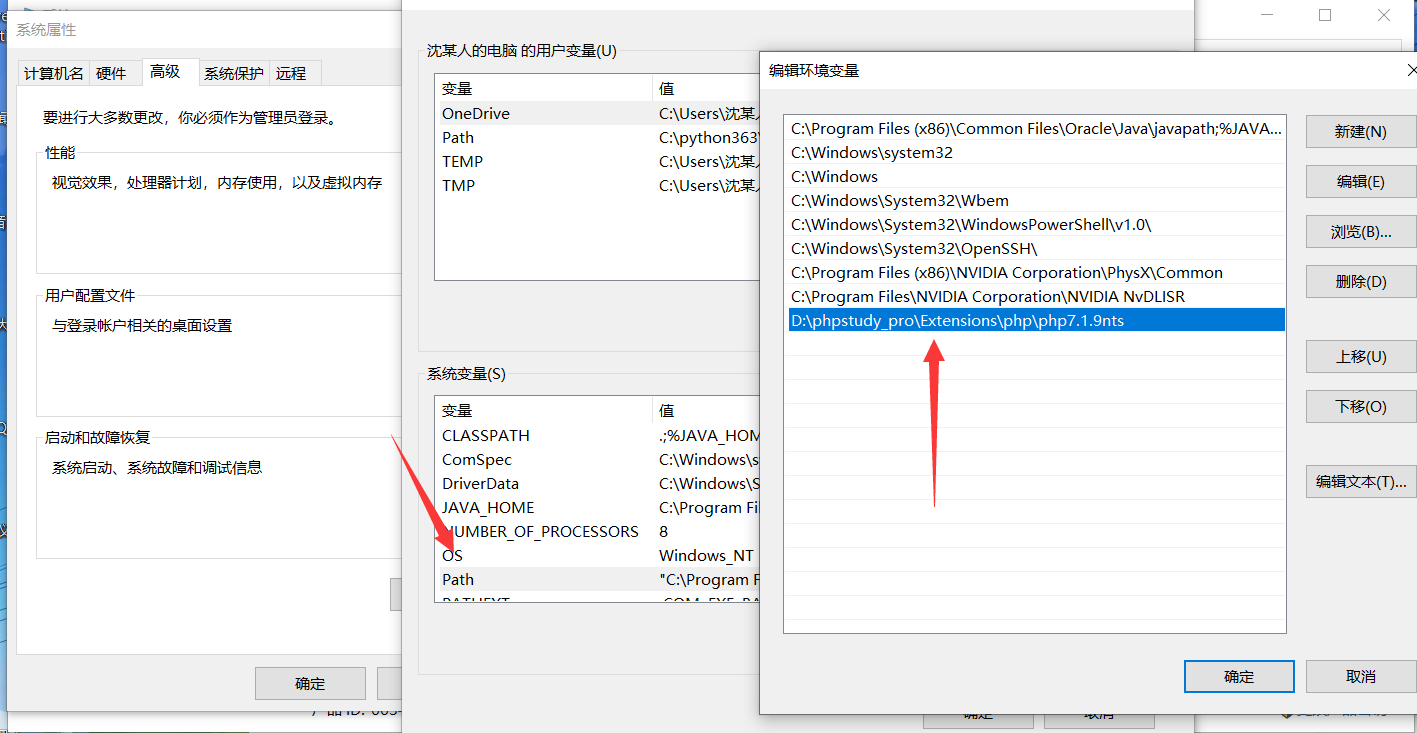 系统属性
计算机名
硬件
高级
系统保护
远程
要进行大多数更改，你必须作为管理员登录。
性能
视觉效果，处理器计划，内存使用，以及虚拟内存
用户配置文件
与登录帐户相关的桌面设置
启动和故障恢复
系统启动、系统故障和调试信息
确定
沈某人的电脑 的用户变量(U)
变量 值
OneDrive C:\Users\沈某
Path C:\python363\
TEMP C:\Users\沈某
TMP C:\Users\沈某
系统变量(S)
变量 值
CLASSPATH .;%JAVA_HOM
ComSpec C:\Windows\s
DriverData C:\Windows\S
JAVA_HOME C:\Program Fi
NUMBER_OF_PROCESSORS 8
OS Windows_NT
Path "C:\Program F
确定
取消
编辑环境变量
C:\Program Files (x86)\Common Files\Oracle\Java\javapath;%JAVA...
C:\Windows\system32
C:\Windows
C:\Windows\System32\Wbem
C:\Windows\System32\WindowsPowerShell\v1.0\
C:\Windows\System32\OpenSSH\
C:\Program Files (x86)\NVIDIA Corporation\PhysX\Common
C:\Program Files\NVIDIA Corporation\NVIDIA NvDLISR
D:\phpstudy_pro\Extensions\php\php7.1.9nts
新建(N)
编辑(E)
浏览(B)...
删除(D)
上移(U)
下移(O)
编辑文本(T)...
确定
取消